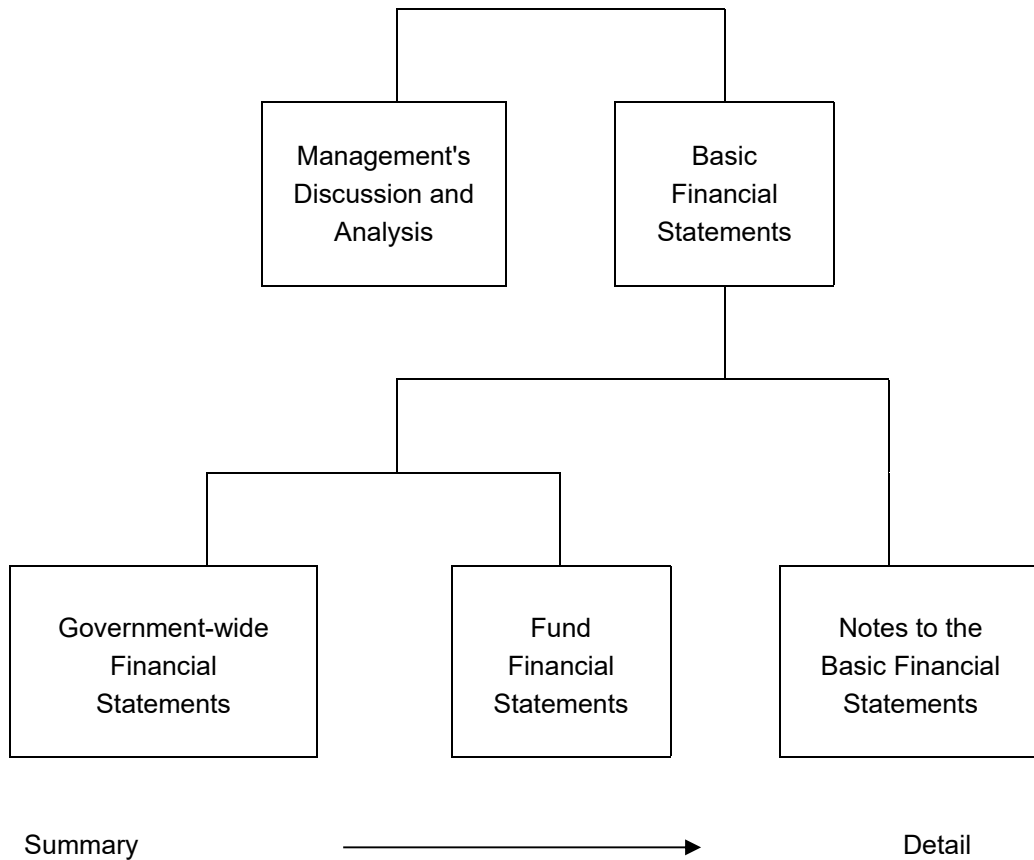 Management's
Discussion and
Analysis
Basic
Financial
Statements
Government-wide
Financial
Statements
Fund
Financial
Statements
Notes to the
Basic Financial
Statements
Summary
Detail